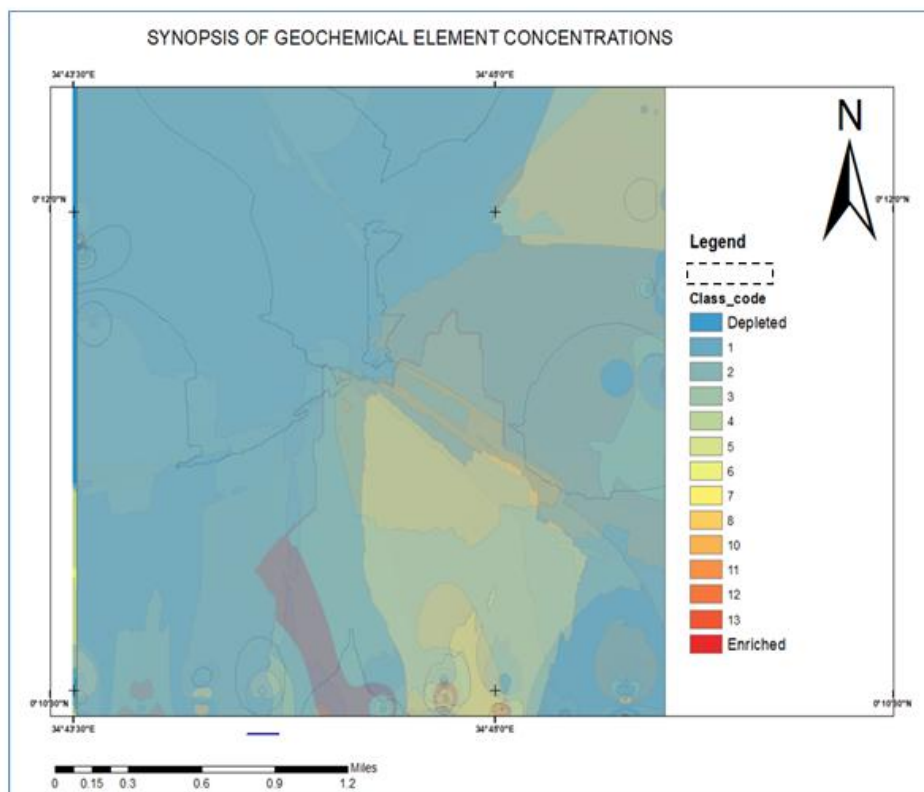 SYNOPSIS OF GEOCHEMICAL ELEMENT CONCENTRATIONS
34°43'30"E 34°45'0"E
N
0°12'0"N 0°12'0"N
Legend
Class_code
Depleted
1
2
3
4
5
6
7
8
10
11
12
13
Enriched
0°10'30"N 0°10'30"N
34°43'30"E 34°45'0"E
Miles
0 0.15 0.3 0.6 0.9 1.2